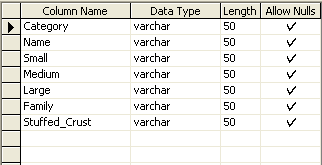 Column Name Data Type Length Allow Nulls
Category varchar 50
Name varchar 50
Small varchar 50
Medium varchar 50
Large varchar 50
Family varchar 50
Stuffed_Crust varchar 50